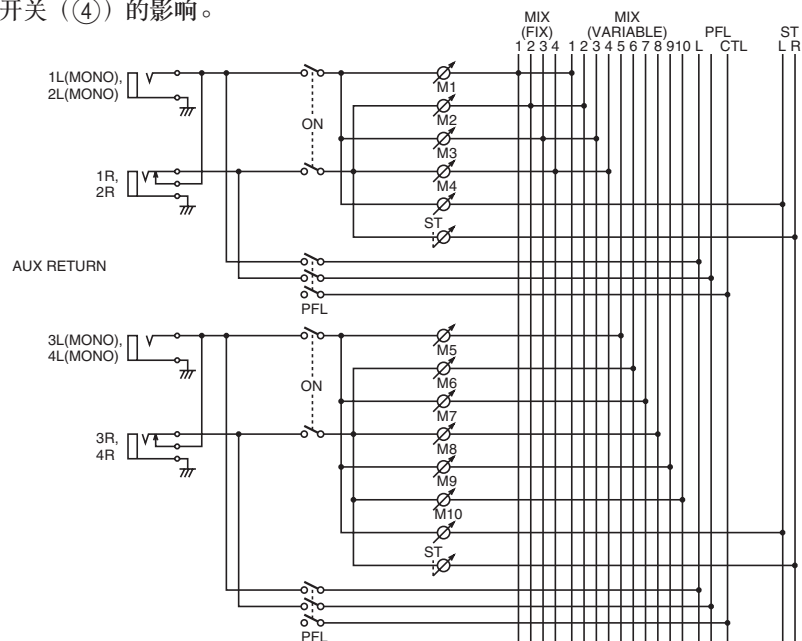 开关（④）的影响。
MIX MIX
(FIX) (VARIABLE) PFL ST
1 2 3 4 1 2 3 4 5 6 7 8 9 10 L CTL L R
1L(MONO),
2L(MONO)
M1
M2
ON
M3
1R,
2R
M4
ST
AUX RETURN
PFL
3L(MONO),
4L(MONO)
M5
M6
ON
M7
3R,
4R
M8
M9
M10
ST
PFL